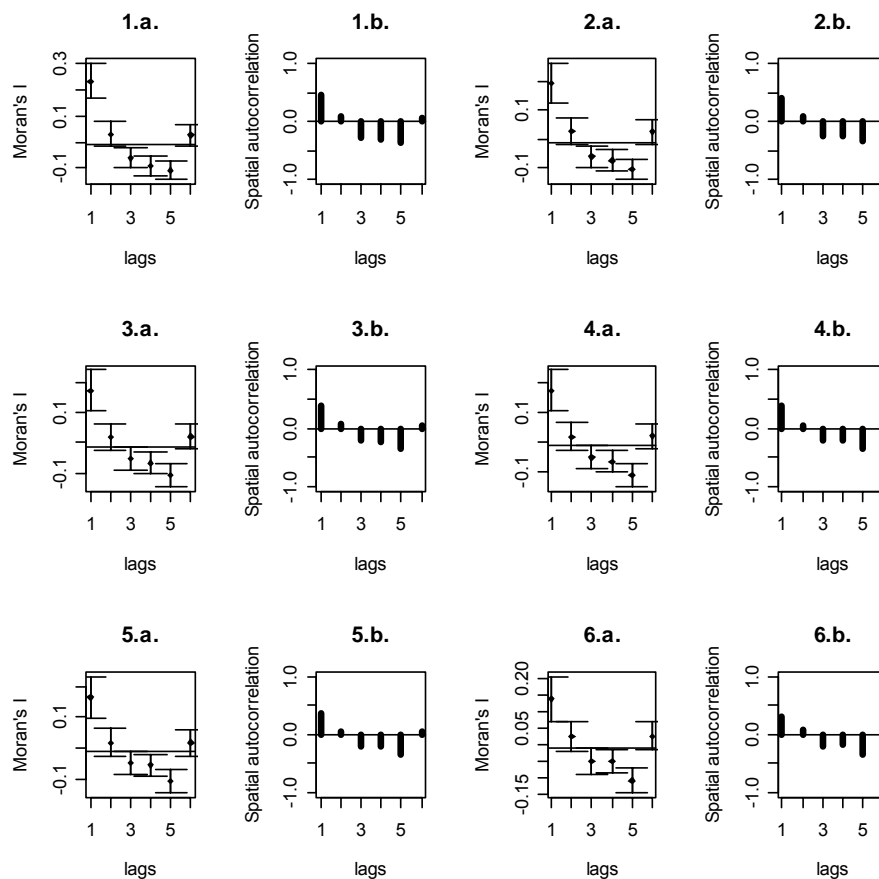 1.a.
Moran's I
0.3
0.1
-0.1
1 3 5
lags
1.b.
Spatial autocorrelation
1.0
0.0
-1.0
1 3 5
lags
2.a.
Moran's I
0.1
-0.1
1 3 5
lags
2.b.
Spatial autocorrelation
1.0
0.0
-1.0
1 3 5
lags
3.a.
Moran's I
0.1
-0.1
1 3 5
lags
3.b.
Spatial autocorrelation
1.0
0.0
-1.0
1 3 5
lags
4.a.
Moran's I
0.1
-0.1
1 3 5
lags
4.b.
Spatial autocorrelation
1.0
0.0
-1.0
1 3 5
lags
5.a.
Moran's I
0.1
-0.1
1 3 5
lags
5.b.
Spatial autocorrelation
1.0
0.0
-1.0
1 3 5
lags
6.a.
Moran's I
0.20
0.05
-0.15
1 3 5
lags
6.b.
Spatial autocorrelation
1.0
0.0
-1.0
1 3 5
lags